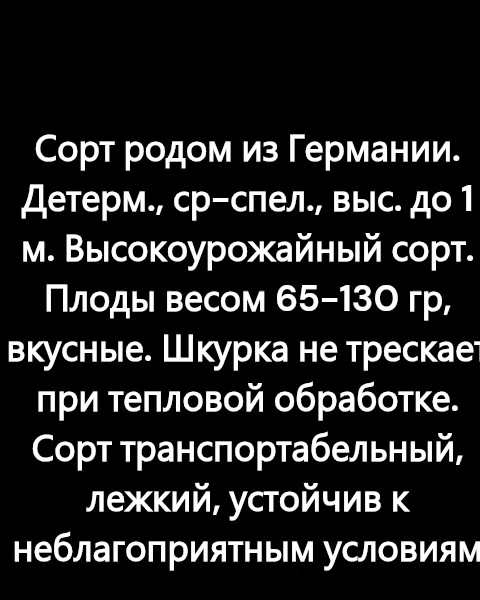 Сорт родом из Германии.
Детерм., ср-спел., выс. до 1
м. Высокоурожайный сорт.
Плоды весом 65-130 гр,
вкусные. Шкурка не трескает
при тепловой обработке.
Сорт транспортабельный,
лежкий, устойчив к
неблагоприятным условиям